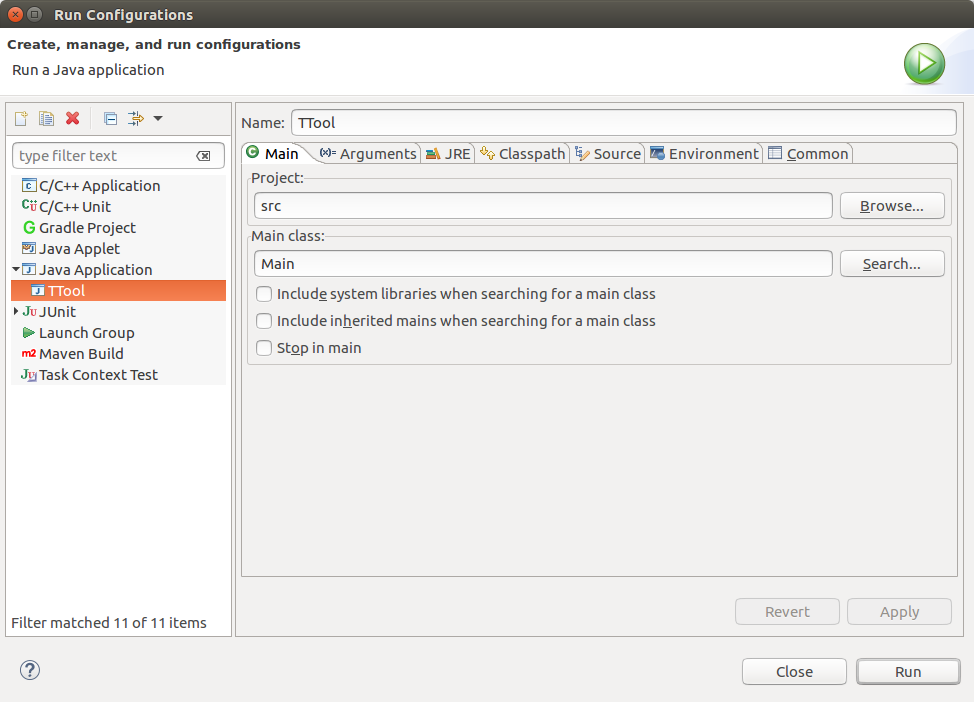 Run Configurations
Create, manage, and run configurations
Run a Java application
Name: TTool
type filter text
Main (x)= Arguments JRE Classpath Source Environment Common
Project:
src Browse...
Main class:
Main Search...
Include system libraries when searching for a main class
Include inherited mains when searching for a main class
Stop in main
C/C++ Application
C/C++ Unit
Gradle Project
Java Applet
Java Application
TTool
JUnit
Launch Group
m2 Maven Build
Task Context Test
Filter matched 11 of 11 items
Revert Apply
Close Run